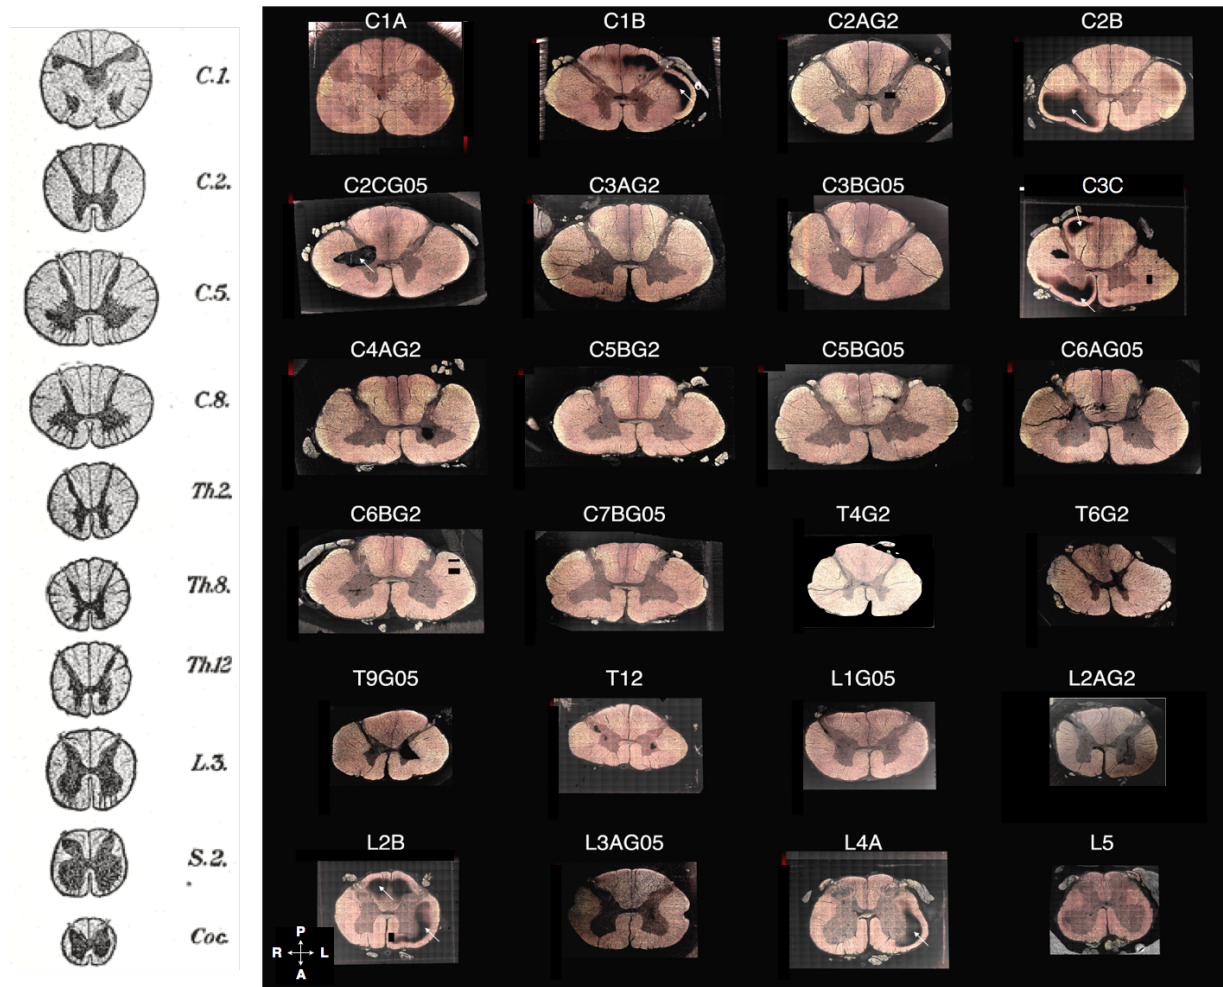 C.1.
C.2.
C.5.
C.8.
Th.2.
Th.8.
Th.12
L.3.
S.2.
Coc.
C1A C1B C2AG2 C2B
C2CG05 C3AG2 C3BG05 C3C
C4AG2 C5BG2 C5BG05 C6AG05
C6BG2 C7BG05 T4G2 T6G2
T9G05 T12 L1G05 L2AG2
L2B L3AG05 L4A L5
P
R L
A